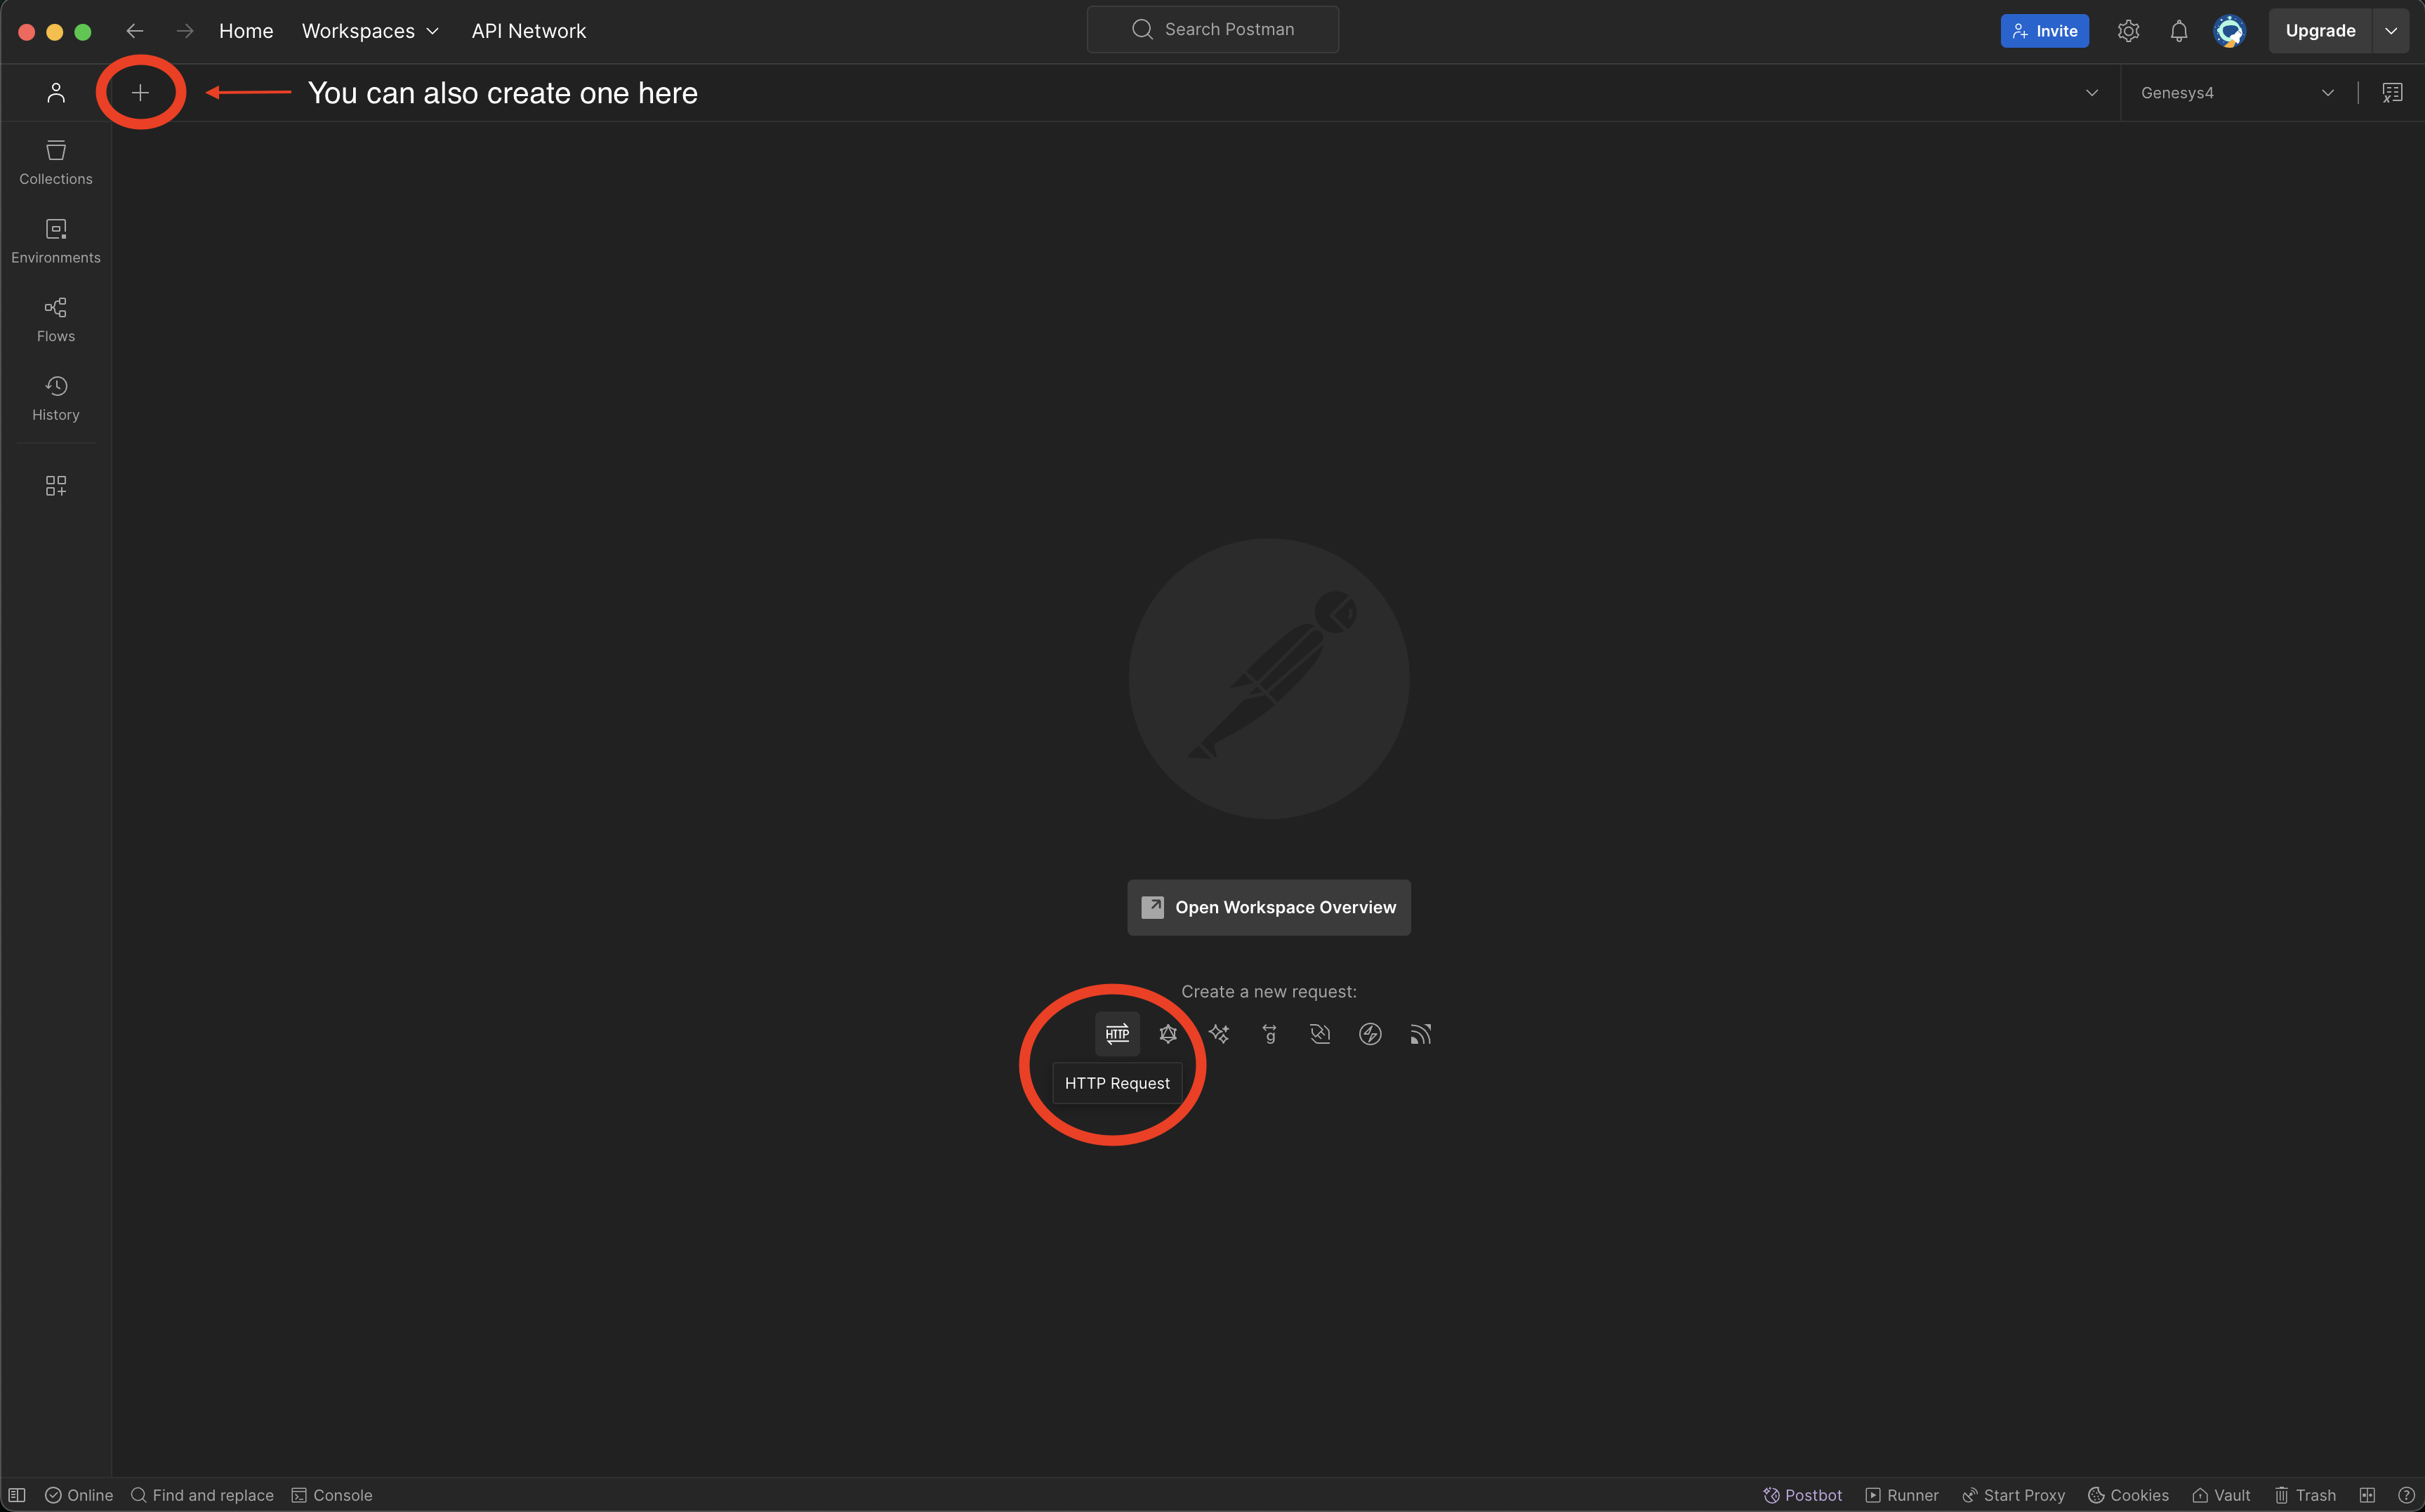 Home Workspaces API Network Search Postman Invite Upgrade
You can also create one here Genesys4
Collections
Environments
Flows
History
Open Workspace Overview
Create a new request:
HTTP g
HTTP Request
Online Find and replace Console Postbot Runner Start Proxy Cookies Vault Trash